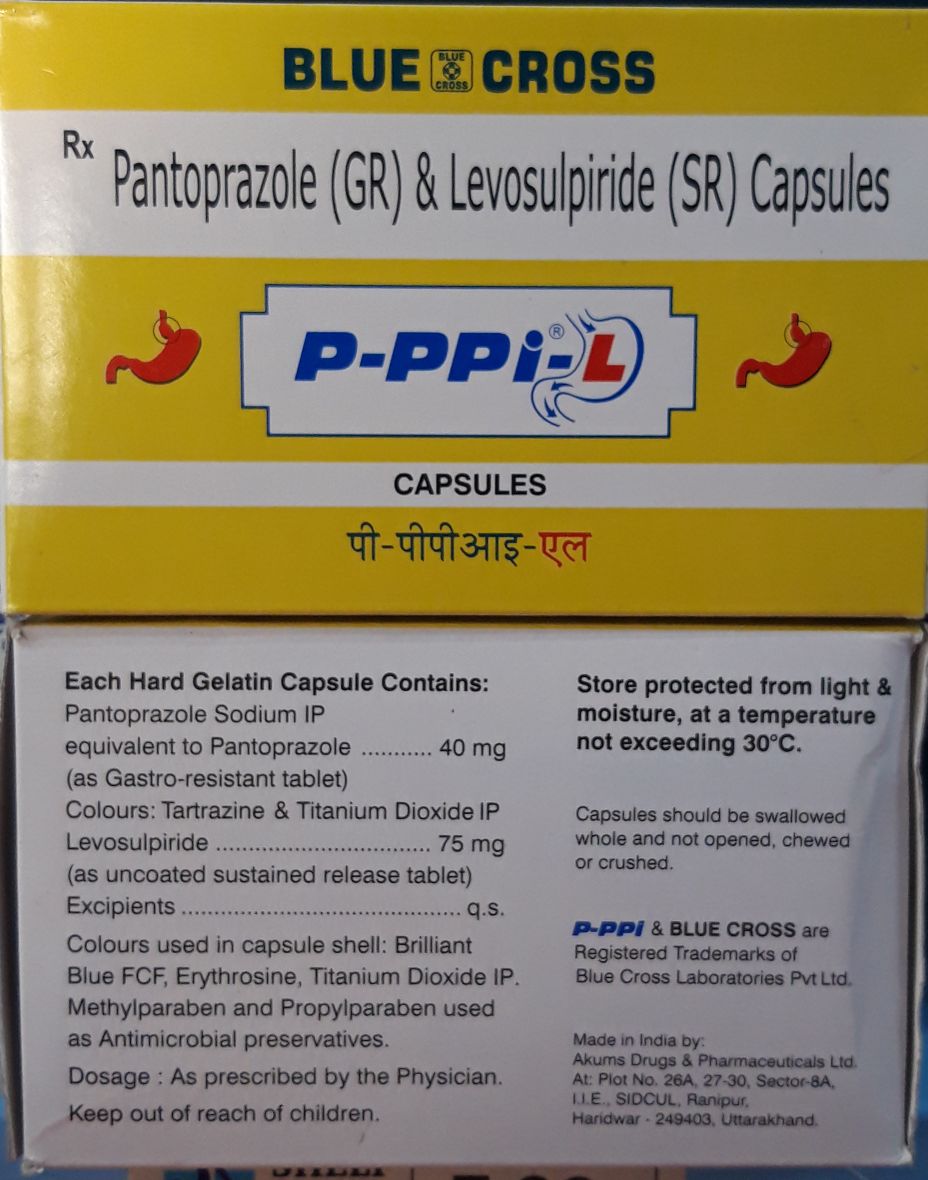 BLUE BLUE CROSS CROSS
Rx Pantoprazole (GR) & Levosulpiride (SR) Capsules
P-PPi®-L
CAPSULES
पी-पीपीआइ-एल
Each Hard Gelatin Capsule Contains:
Pantoprazole Sodium IP
equivalent to Pantoprazole ........... 40 mg
(as Gastro-resistant tablet)
Colours: Tartrazine & Titanium Dioxide IP
Levosulpiride ................................. 75 mg
(as uncoated sustained release tablet)
Excipients ........................................... q.s.
Colours used in capsule shell: Brilliant
Blue FCF, Erythrosine, Titanium Dioxide IP.
Methylparaben and Propylparaben used
as Antimicrobial preservatives.
Dosage : As prescribed by the Physician.
Keep out of reach of children.
Store protected from light &
moisture, at a temperature
not exceeding 30°C.
Capsules should be swallowed
whole and not opened, chewed
or crushed.
P-PPi & BLUE CROSS are
Registered Trademarks of
Blue Cross Laboratories Pvt Ltd.
Made in India by:
Akums Drugs & Pharmaceuticals Ltd.
At: Plot No. 26A, 27-30, Sector-8A,
I.I.E., SIDCUL, Ranipur,
Haridwar - 249403, Uttarakhand.